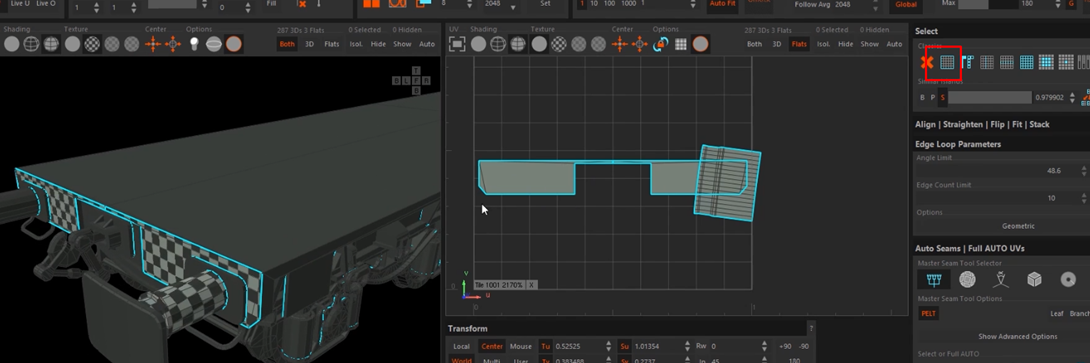 Live U Live O
1 1
0
Fill
8
2048
Set
1 10 100 1000 1
Auto Fit
Follow Avg 2048
Global
Max 180
G
Shading Texture Center Options 287 3Ds 3 Flats 0 Selected 0 Hidden
Both 3D Flats Isol. Hide Show Auto
UV Shading Texture Center Options 287 3Ds 3 Flats 0 Selected 0 Hidden
Both 3D Flats Isol. Hide Show Auto
T
B L F R
B
V
U
Tile 1001 2170% X
0
Transform ?
Local Center Mouse Tu 0.52525 Su 1.01354 Rw 0 +90 -90
World Multi User Tv 0.383488 Sv 0.2737 In 45 180
Select
B P S 0.979902
Align | Straighten | Flip | Fit | Stack
Edge Loop Parameters
Angle Limit
48.6
Edge Count Limit
10
Options
Geometric
Auto Seams | Full AUTO UVs
Master Seam Tool Selector
Master Seam Tool Options
PELT Leaf Branch
Show Advanced Options
Select or Full AUTO